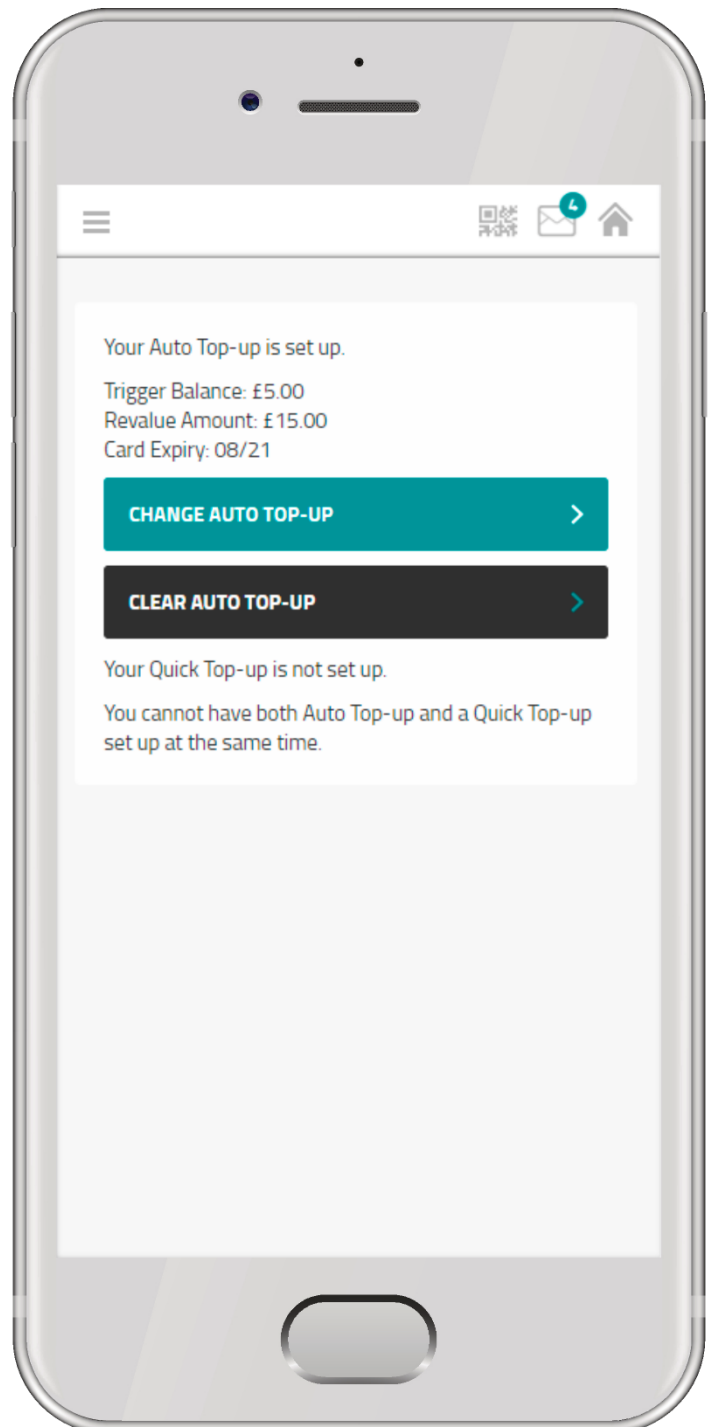 4
Your Auto Top-up is set up.
Trigger Balance: £5.00
Revalue Amount: £15.00
Card Expiry: 08/21
CHANGE AUTO TOP-UP
CLEAR AUTO TOP-UP
Your Quick Top-up is not set up.
You cannot have both Auto Top-up and a Quick Top-up
set up at the same time.